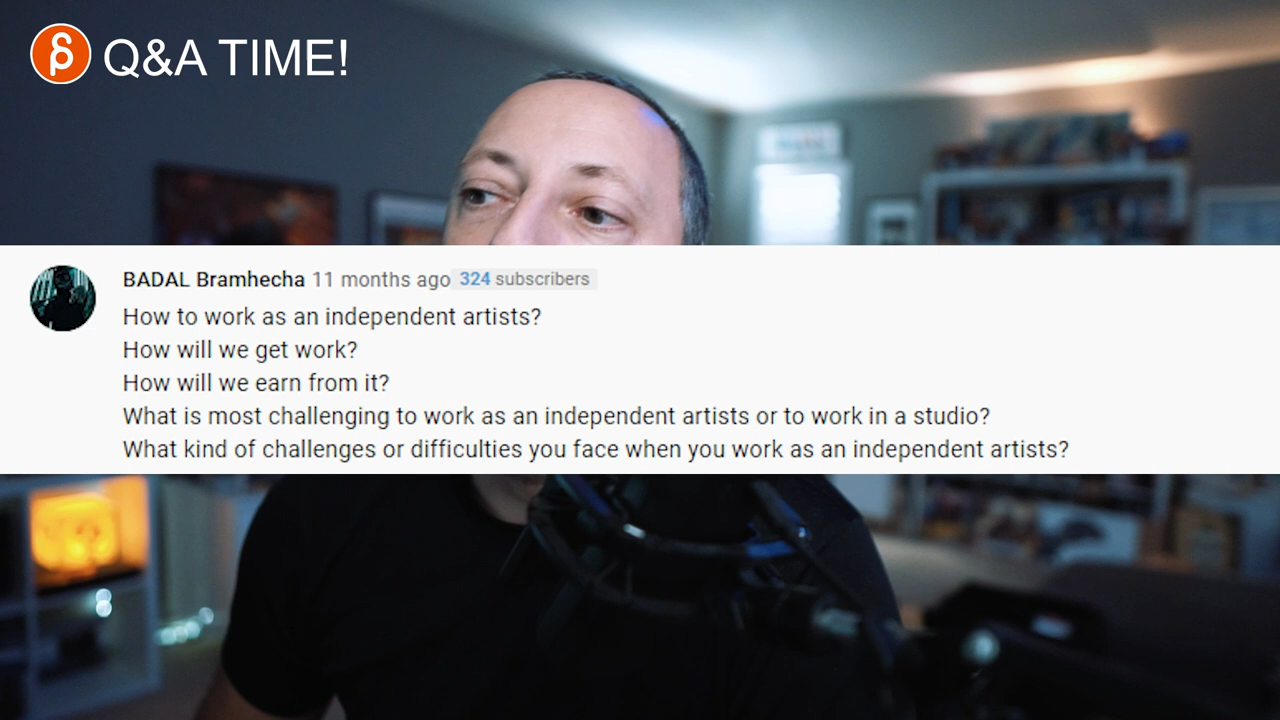 Q&A TIME!
BADAL Bramhecha 11 months ago 324 subscribers
How to work as an independent artists?
How will we get work?
How will we earn from it?
What is most challenging to work as an independent artists or to work in a studio?
What kind of challenges or difficulties you face when you work as an independent artists?